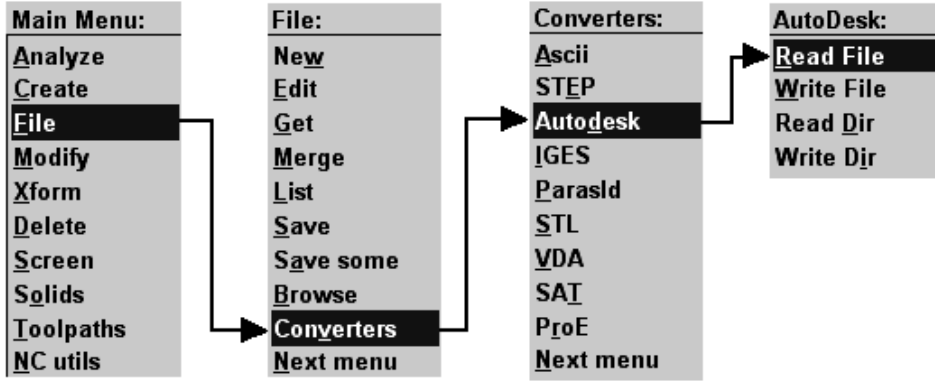 Main Menu:
Analyze
Create
File
Modify
Xform
Delete
Screen
Solids
Toolpaths
NC utils
File:
New
Edit
Get
Merge
List
Save
Save some
Browse
Converters
Next menu
Converters:
Ascii
STEP
Autodesk
IGES
Parasld
STL
VDA
SAT
ProE
Next menu
AutoDesk:
Read File
Write File
Read Dir
Write Dir